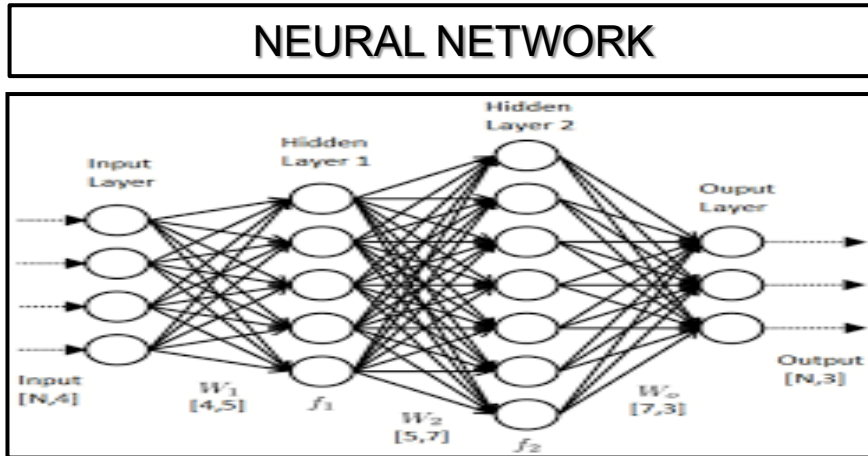 NEURAL NETWORK
Hidden
Layer 2
Hidden
Layer 1
Input
Layer
Ouput
Layer
Input
[N,4]
W₁
[4,5]
f₁
W₂
[5,7]
f₂
Wₒ
[7,3]
Output
[N,3]